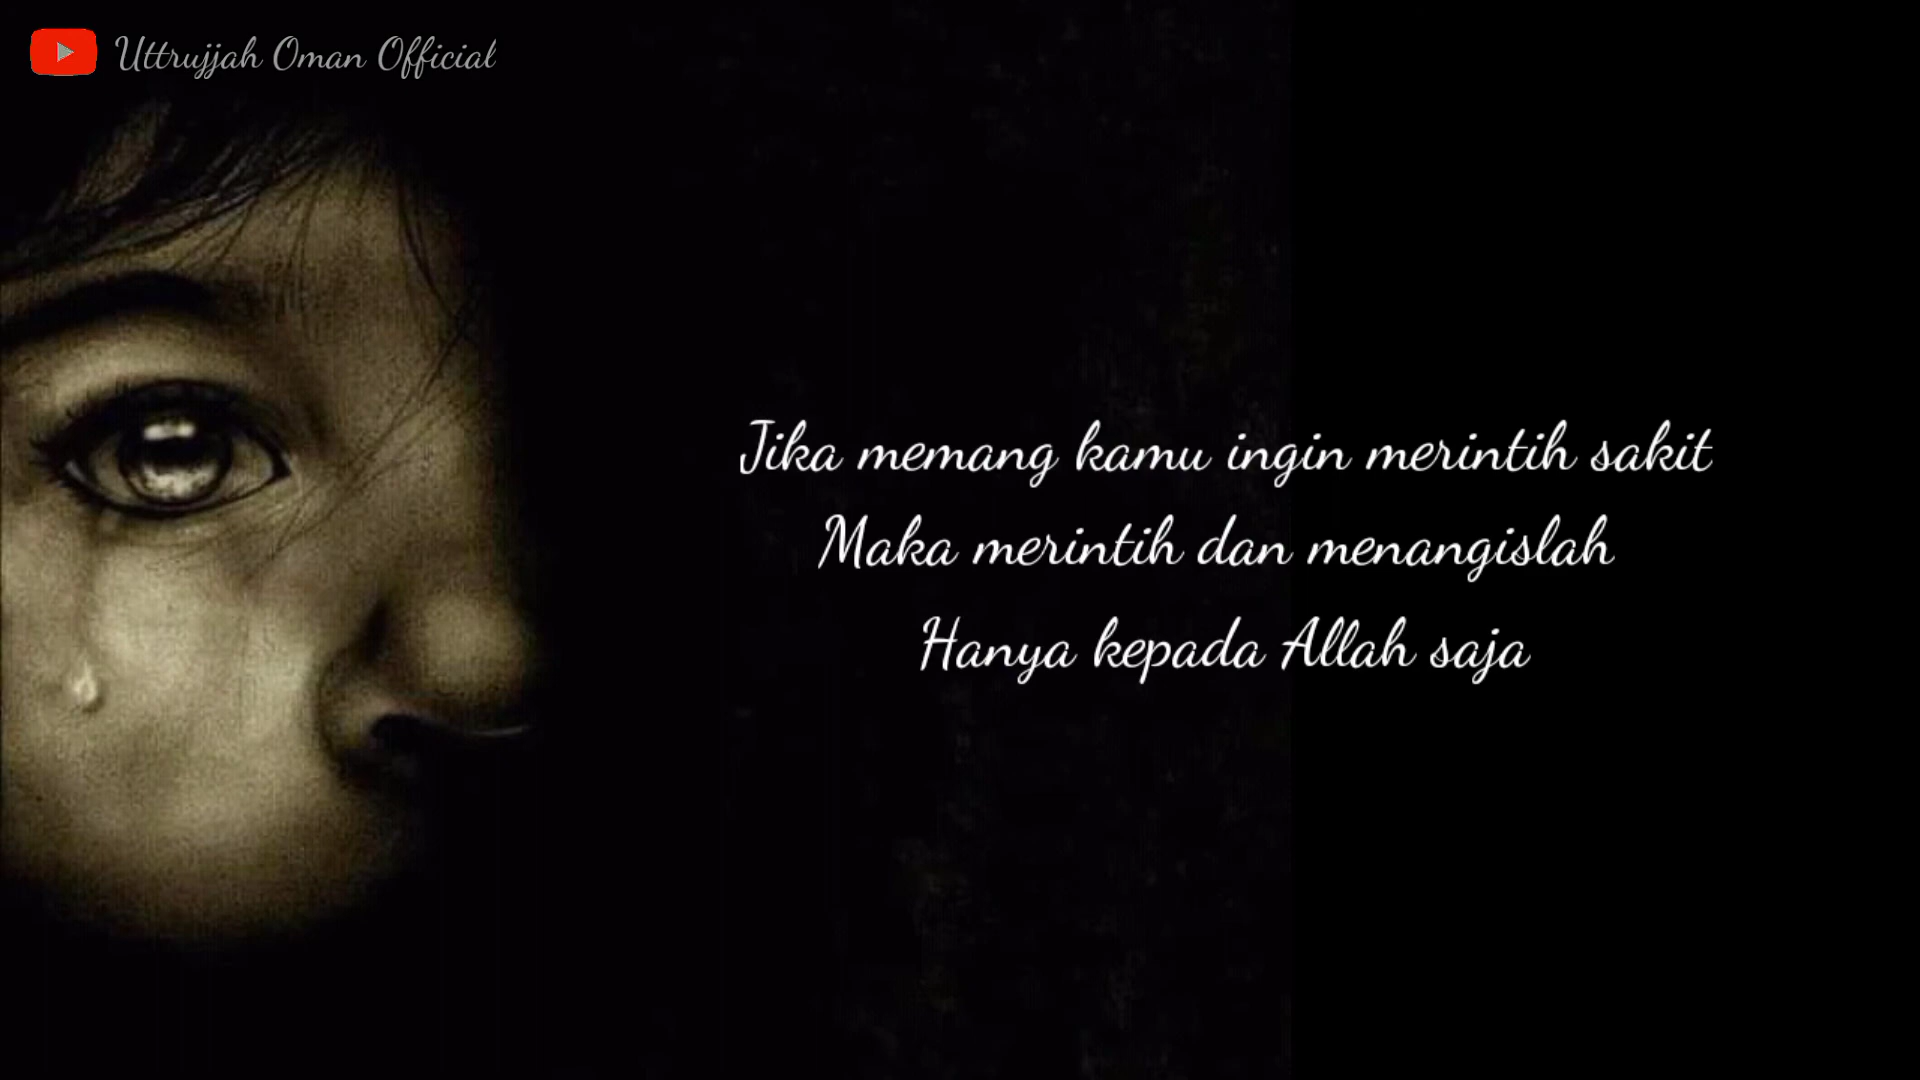 Uttrujjah Oman Official
Jika memang kamu ingin merintih sakit
Maka merintih dan menangislah
Hanya kepada Allah saja